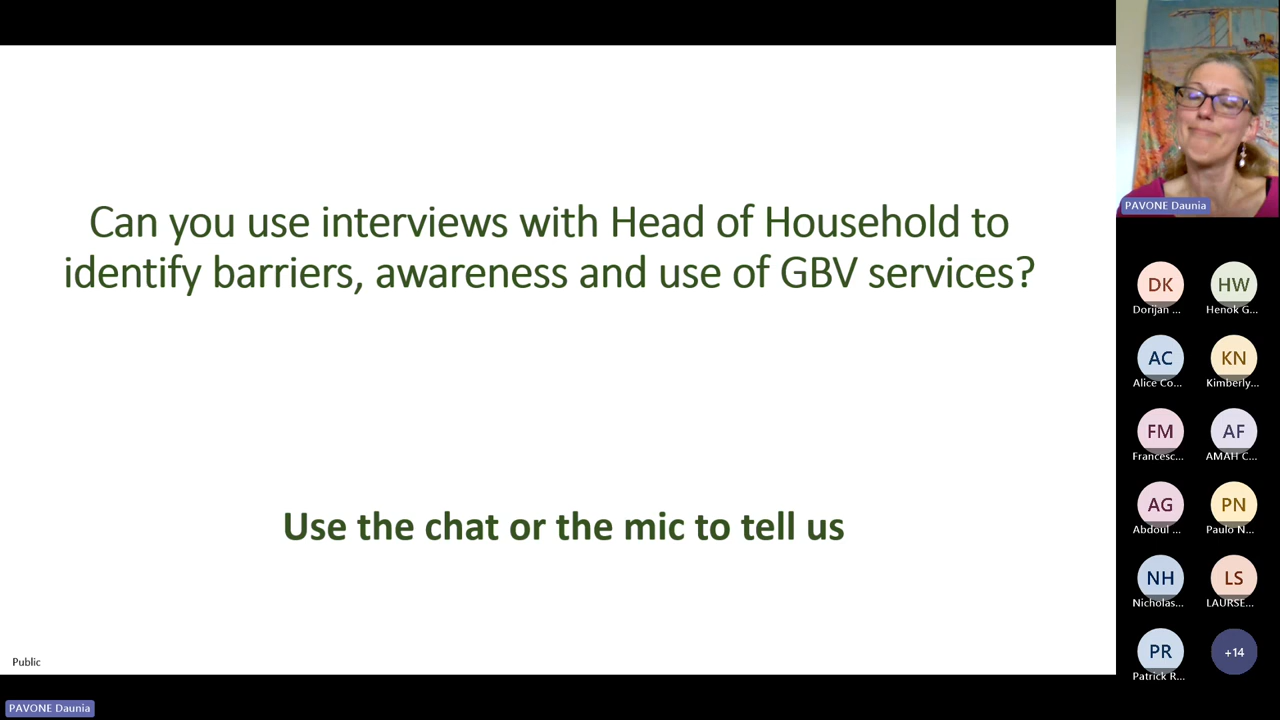 Can you use interviews with Head of Household to
identify barriers, awareness and use of GBV services?
Use the chat or the mic to tell us
Public
PAVONE Daunia
PAVONE Daunia
DK
Dorijan ...
HW
Henok G...
AC
Alice Co...
KN
Kimberly...
FM
Francesc...
AF
AMAH C...
AG
Abdoul ...
PN
Paulo N...
NH
Nicholas...
LS
LAURSE...
PR
Patrick R...
+14